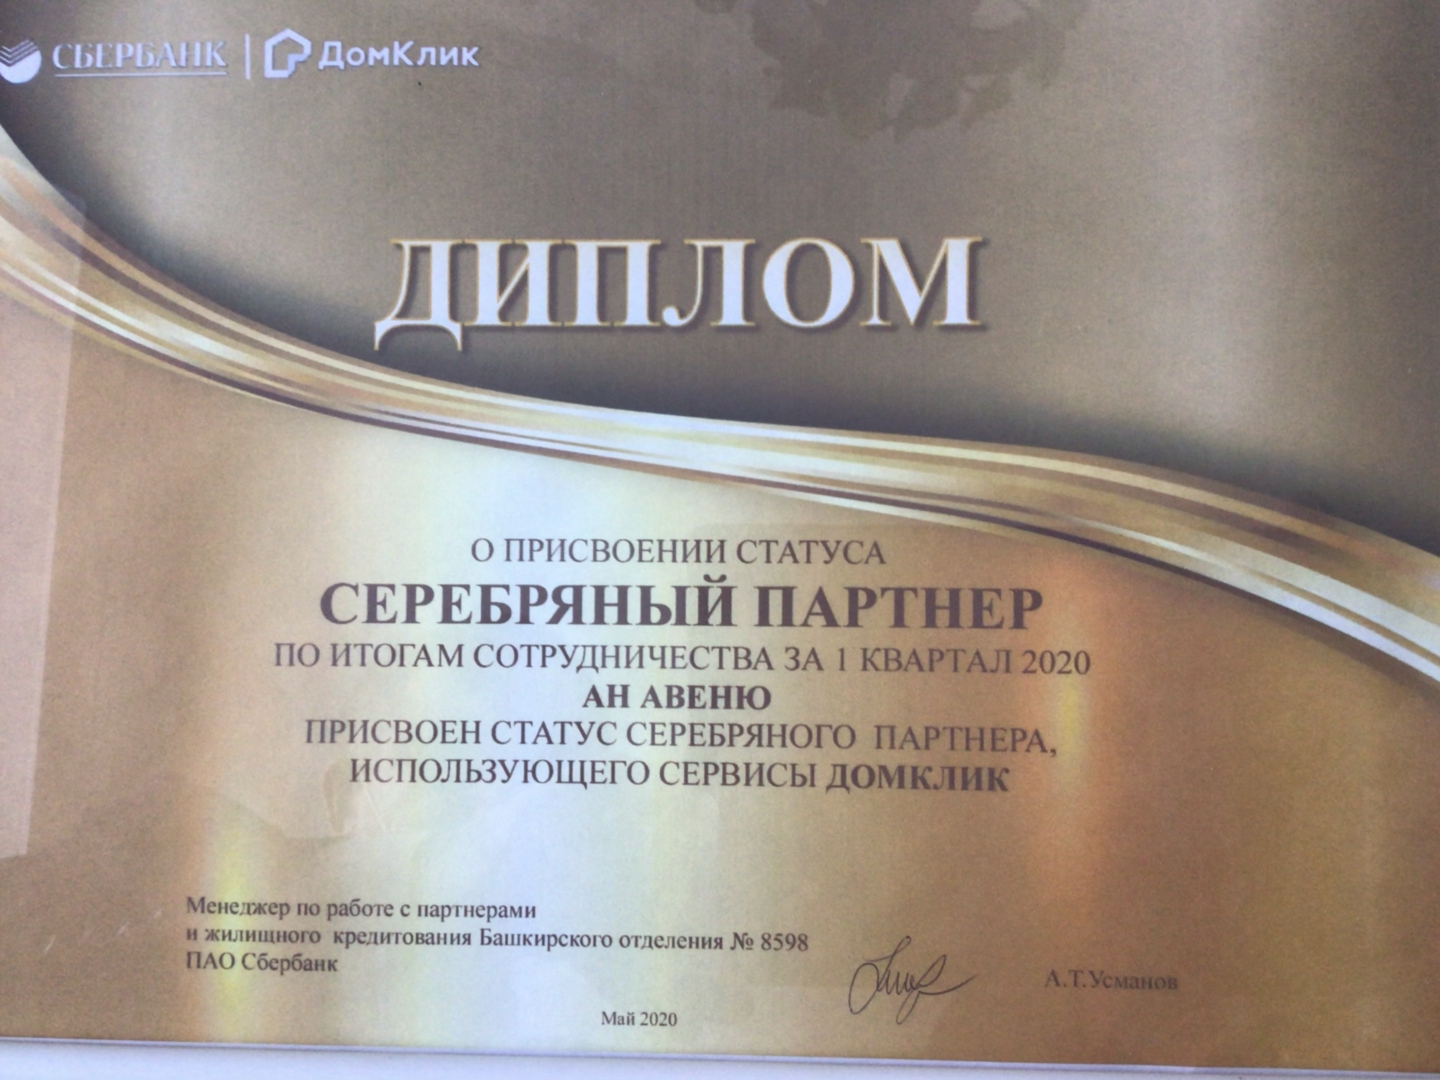 СБЕРБАНК | ДомКлик
ДИПЛОМ
О ПРИСВОЕНИИ СТАТУСА
СЕРЕБРЯНЫЙ ПАРТНЕР
ПО ИТОГАМ СОТРУДНИЧЕСТВА ЗА 1 КВАРТАЛ 2020
АН АВЕНЮ
ПРИСВОЕН СТАТУС СЕРЕБРЯНОГО ПАРТНЕРА,
ИСПОЛЬЗУЮЩЕГО СЕРВИСЫ ДОМКЛИК
Менеджер по работе с партнерами
и жилищного кредитования Башкирского отделения № 8598
ПАО Сбербанк
А.Т.Усманов
Май 2020